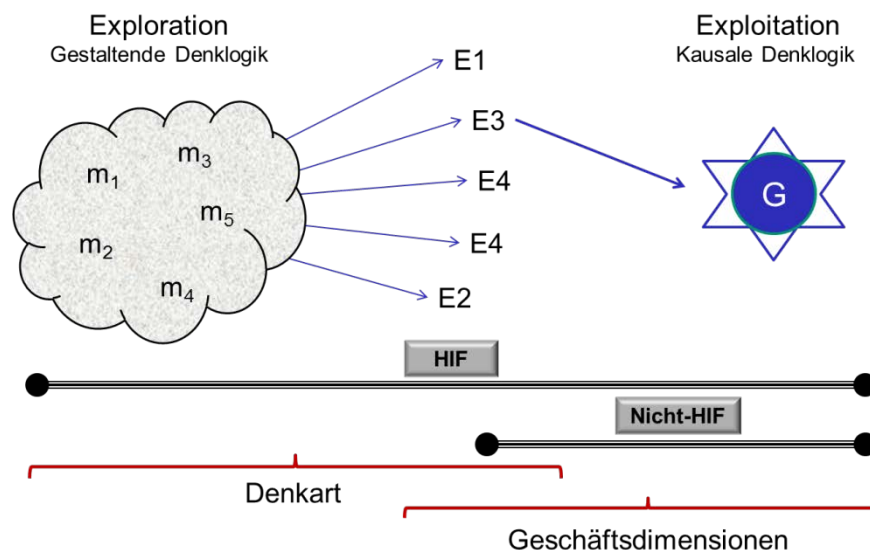 Exploration
Gestaltende Denklogik
Exploitation
Kausale Denklogik
E1
E3
E4
E4
E2
m₁
m₃
m₅
m₂
m₄
G
HIF
Nicht-HIF
Denkart
Geschäftsdimensionen